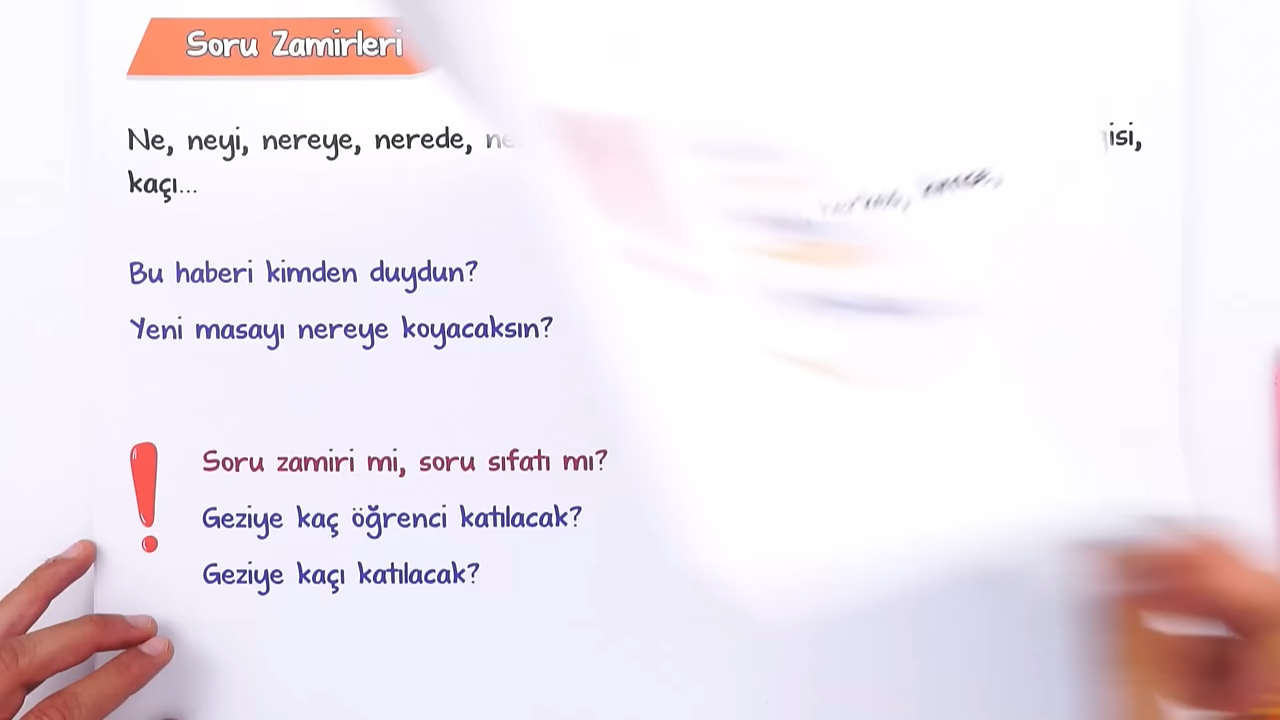 Soru Zamirleri
Ne, neyi, nereye, nerede,
kaçı...
Bu haberi kimden duydun?
Yeni masayı nereye koyacaksın?
Soru zamiri mi, soru sıfatı mı?
Geziye kaç öğrenci katılacak?
Geziye kaçı katılacak?